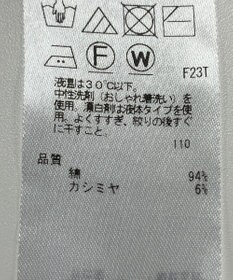 F
W
F23T
液温は30℃以下。
中性洗剤(おしゃれ着洗い)を
使用。漂白剤は液体タイプを使
用。よくすすぎ、絞りの後すぐ
に干すこと。
110
品質
綿 94%
カシミヤ 6%